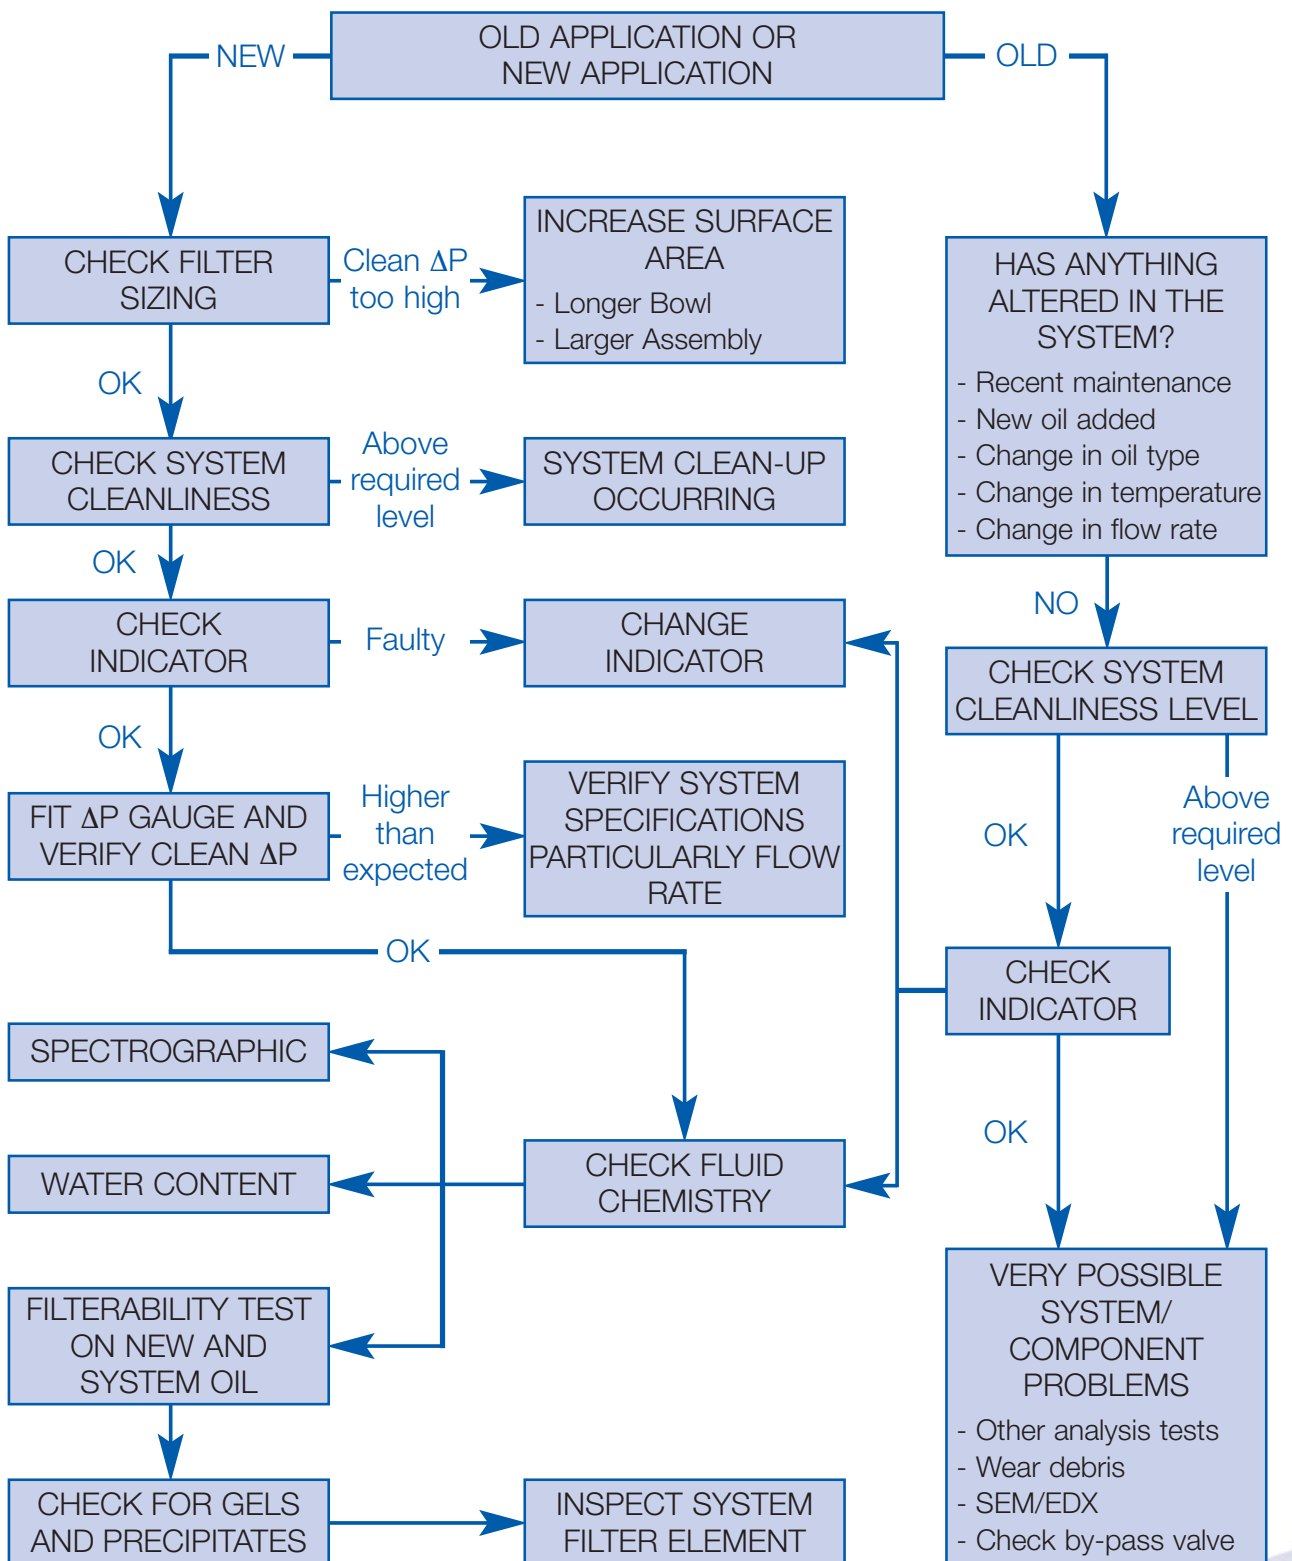 OLD APPLICATION OR
NEW APPLICATION
NEW
OLD
CHECK FILTER
SIZING
Clean ΔP
too high
INCREASE SURFACE
AREA
- Longer Bowl
- Larger Assembly
HAS ANYTHING
ALTERED IN THE
SYSTEM?
- Recent maintenance
- New oil added
- Change in oil type
- Change in temperature
- Change in flow rate
OK
CHECK SYSTEM
CLEANLINESS
Above
required
level
SYSTEM CLEAN-UP
OCCURRING
OK
NO
CHECK
INDICATOR
Faulty
CHANGE
INDICATOR
CHECK SYSTEM
CLEANLINESS LEVEL
OK
FIT ΔP GAUGE AND
VERIFY CLEAN ΔP
Higher
than
expected
VERIFY SYSTEM
SPECIFICATIONS
PARTICULARLY FLOW
RATE
OK
Above
required
level
OK
CHECK
INDICATOR
SPECTROGRAPHIC
OK
WATER CONTENT
CHECK FLUID
CHEMISTRY
FILTERABILITY TEST
ON NEW AND
SYSTEM OIL
VERY POSSIBLE
SYSTEM/
COMPONENT
PROBLEMS
- Other analysis tests
- Wear debris
- SEM/EDX
- Check by-pass valve
CHECK FOR GELS
AND PRECIPITATES
INSPECT SYSTEM
FILTER ELEMENT